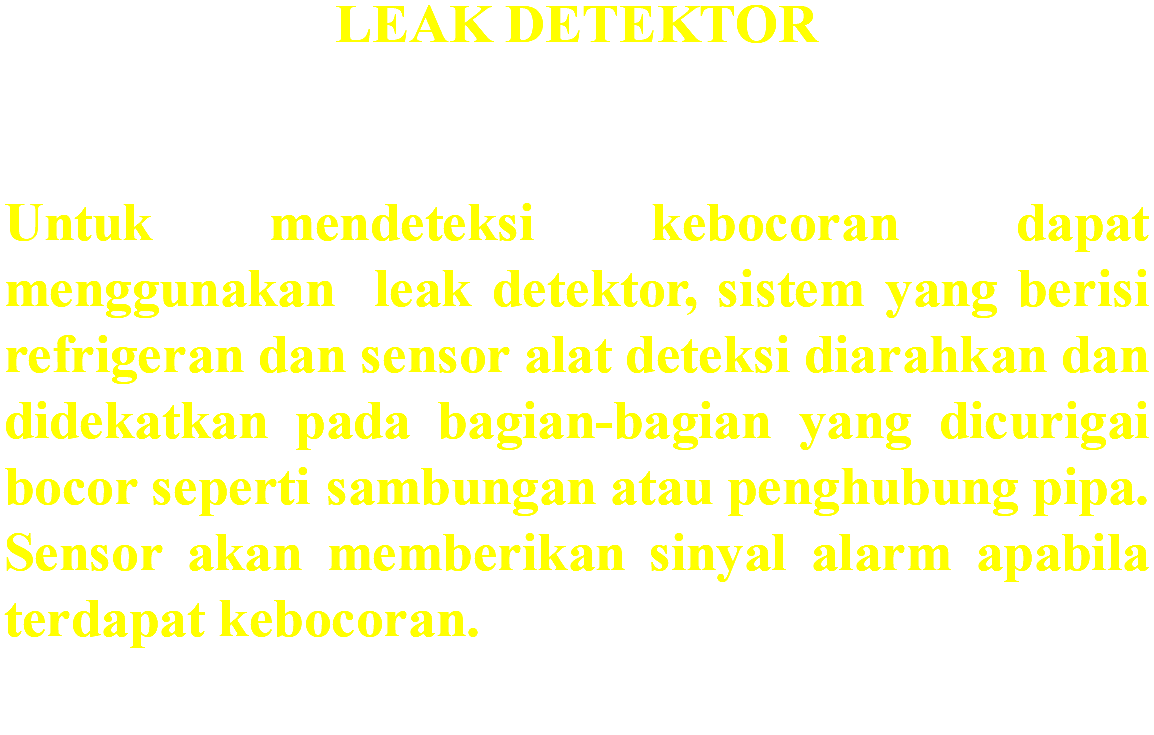 LEAK DETEKTOR
Untuk mendeteksi kebocoran dapat
menggunakan leak detektor, sistem yang berisi
refrigeran dan sensor alat deteksi diarahkan dan
didekatkan pada bagian-bagian yang dicurigai
bocor seperti sambungan atau penghubung pipa.
Sensor akan memberikan sinyal alarm apabila
terdapat kebocoran.